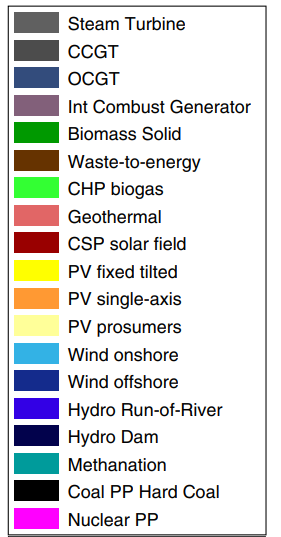 Steam Turbine
CCGT
OCGT
Int Combust Generator
Biomass Solid
Waste-to-energy
CHP biogas
Geothermal
CSP solar field
PV fixed tilted
PV single-axis
PV prosumers
Wind onshore
Wind offshore
Hydro Run-of-River
Hydro Dam
Methanation
Coal PP Hard Coal
Nuclear PP